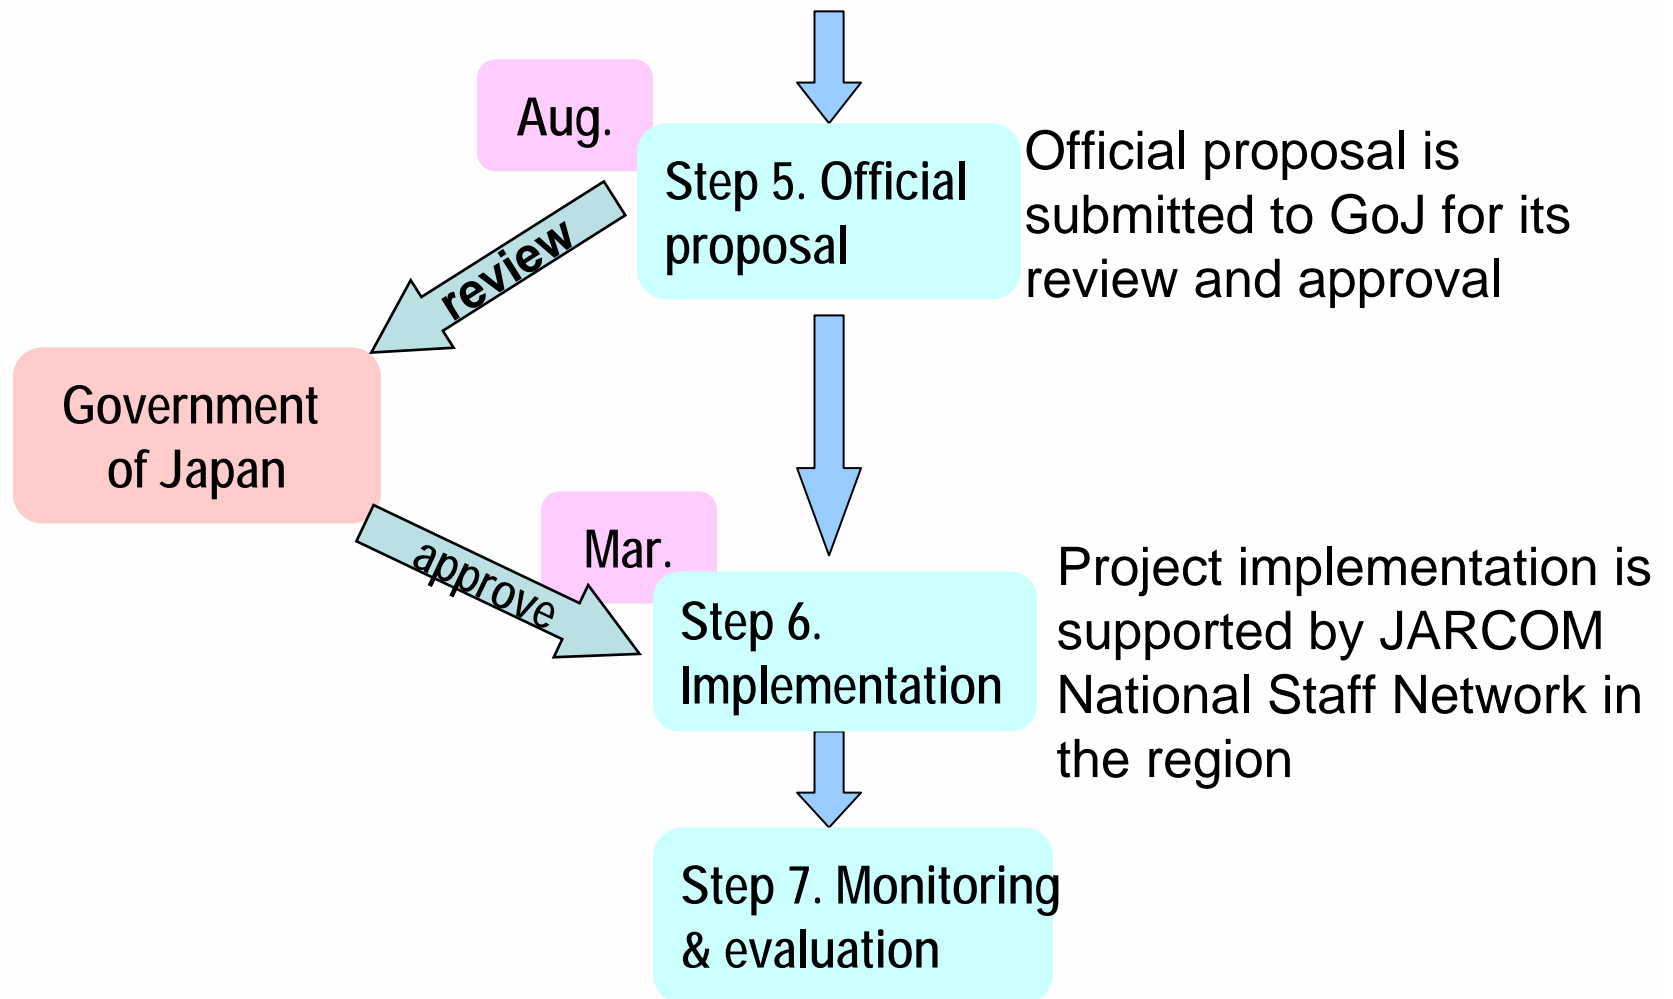 Aug.
Step 5. Official
proposal
Official proposal is
submitted to GoJ for its
review and approval
review
Government
of Japan
approve
Mar.
Step 6.
Implementation
Project implementation is
supported by JARCOM
National Staff Network in
the region
Step 7. Monitoring
& evaluation